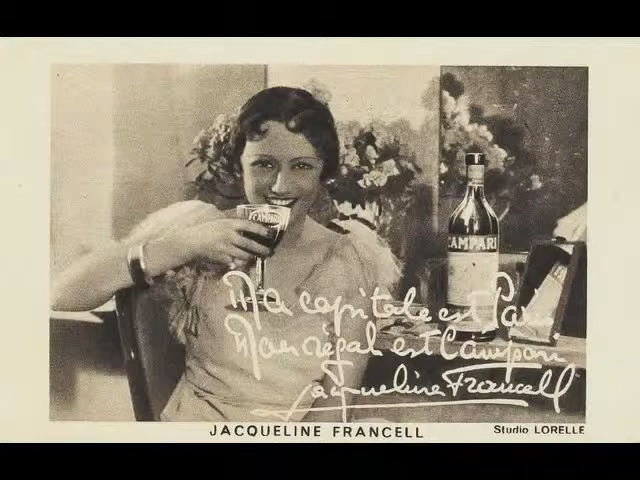 CAMPARI
CAMPARI
Ma capitale est Paris
Mon régal est Campari
Jacqueline Francell
JACQUELINE FRANCELL
Studio LORELLE